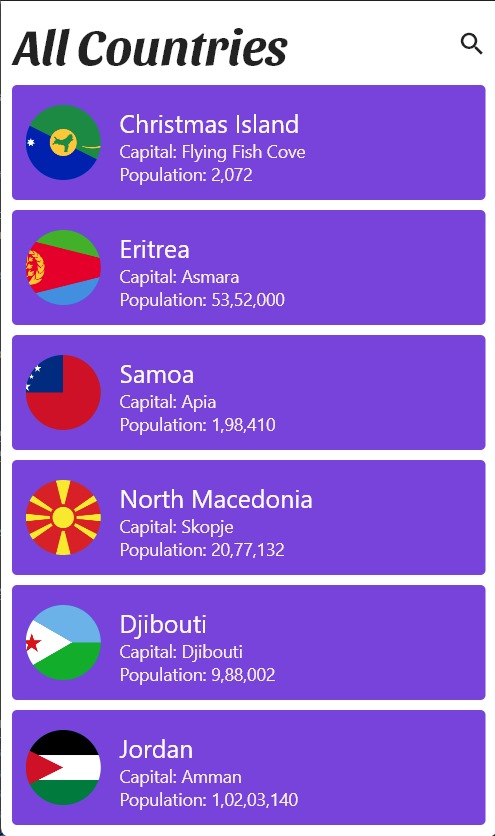 All Countries
Christmas Island
Capital: Flying Fish Cove
Population: 2,072
Eritrea
Capital: Asmara
Population: 53,52,000
Samoa
Capital: Apia
Population: 1,98,410
North Macedonia
Capital: Skopje
Population: 20,77,132
Djibouti
Capital: Djibouti
Population: 9,88,002
Jordan
Capital: Amman
Population: 1,02,03,140